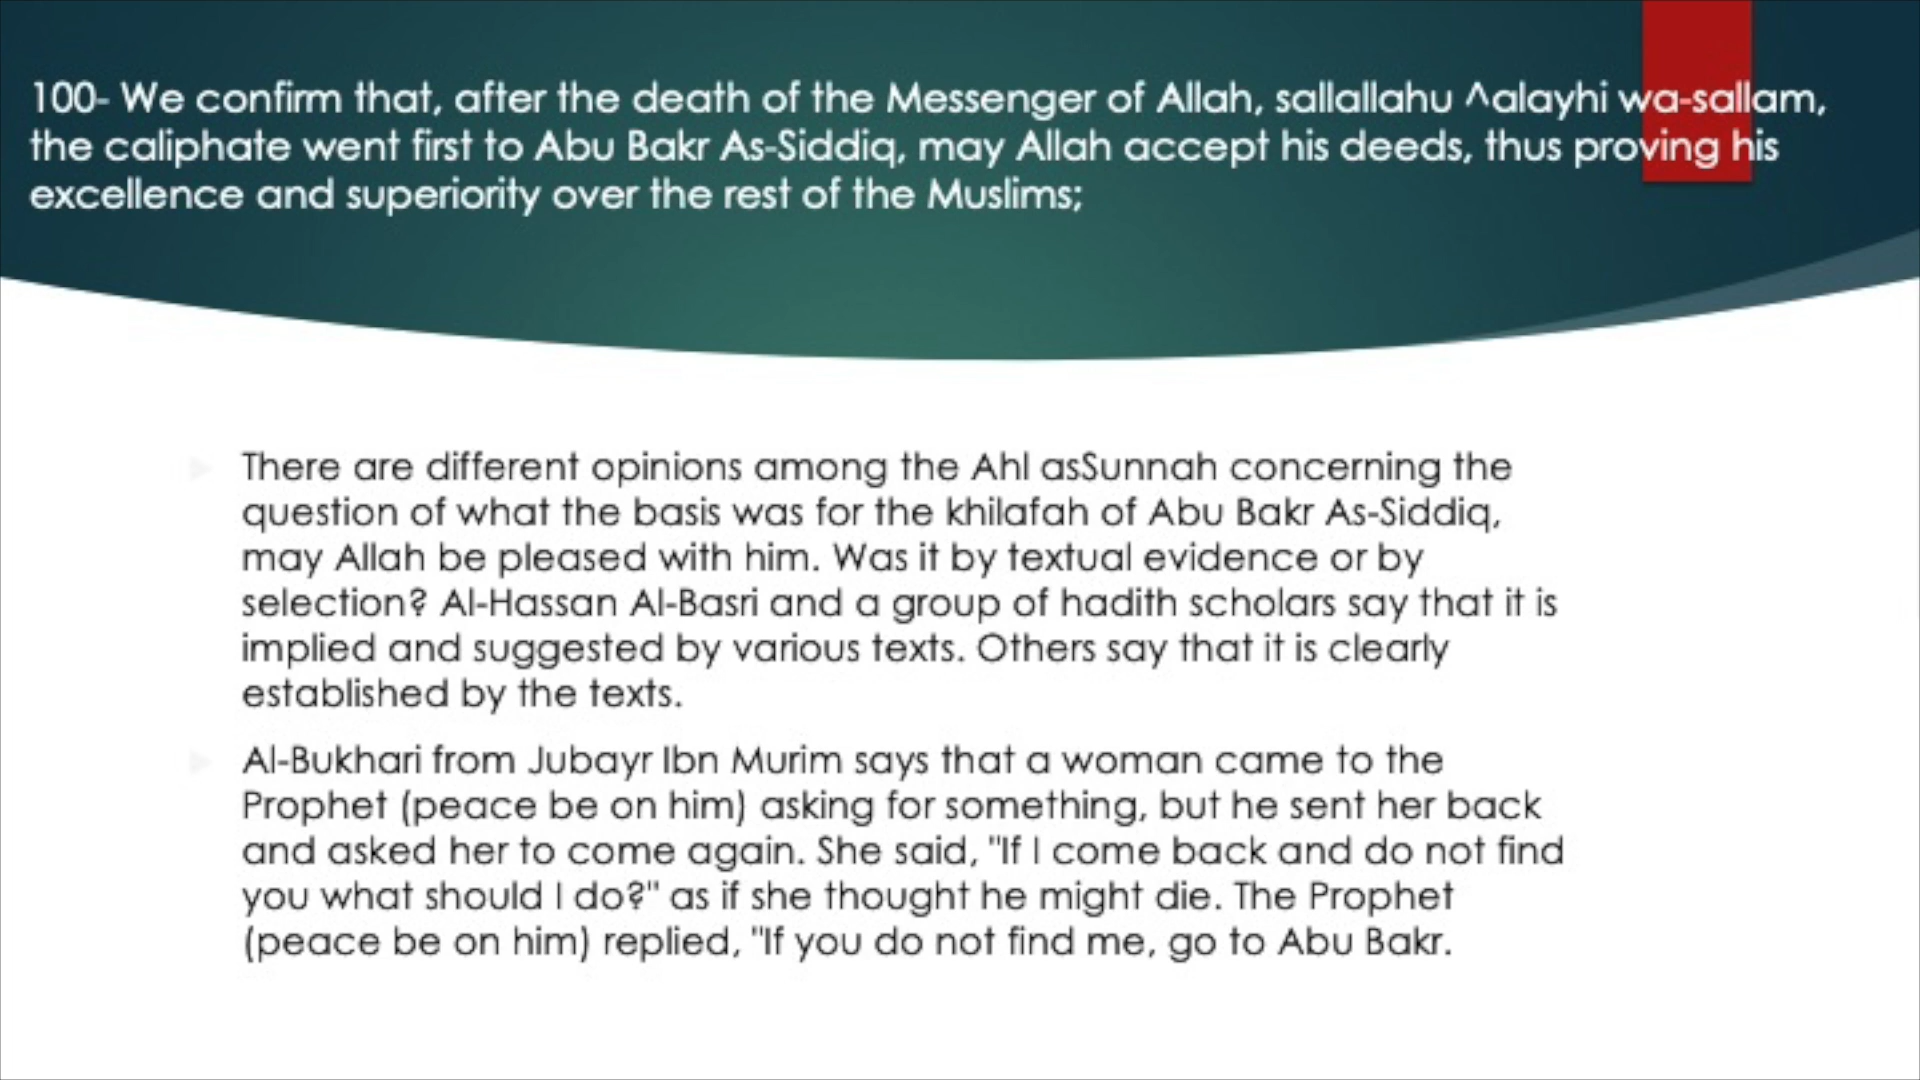 100- We confirm that, after the death of the Messenger of Allah, sallallahu ^alayhi wa-sallam,
the caliphate went first to Abu Bakr As-Siddiq, may Allah accept his deeds, thus proving his
excellence and superiority over the rest of the Muslims;
There are different opinions among the Ahl asSunnah concerning the
question of what the basis was for the khilafah of Abu Bakr As-Siddiq,
may Allah be pleased with him. Was it by textual evidence or by
selection? Al-Hassan Al-Basri and a group of hadith scholars say that it is
implied and suggested by various texts. Others say that it is clearly
established by the texts.
Al-Bukhari from Jubayr Ibn Murim says that a woman came to the
Prophet (peace be on him) asking for something, but he sent her back
and asked her to come again. She said, "If I come back and do not find
you what should I do?" as if she thought he might die. The Prophet
(peace be on him) replied, "If you do not find me, go to Abu Bakr.